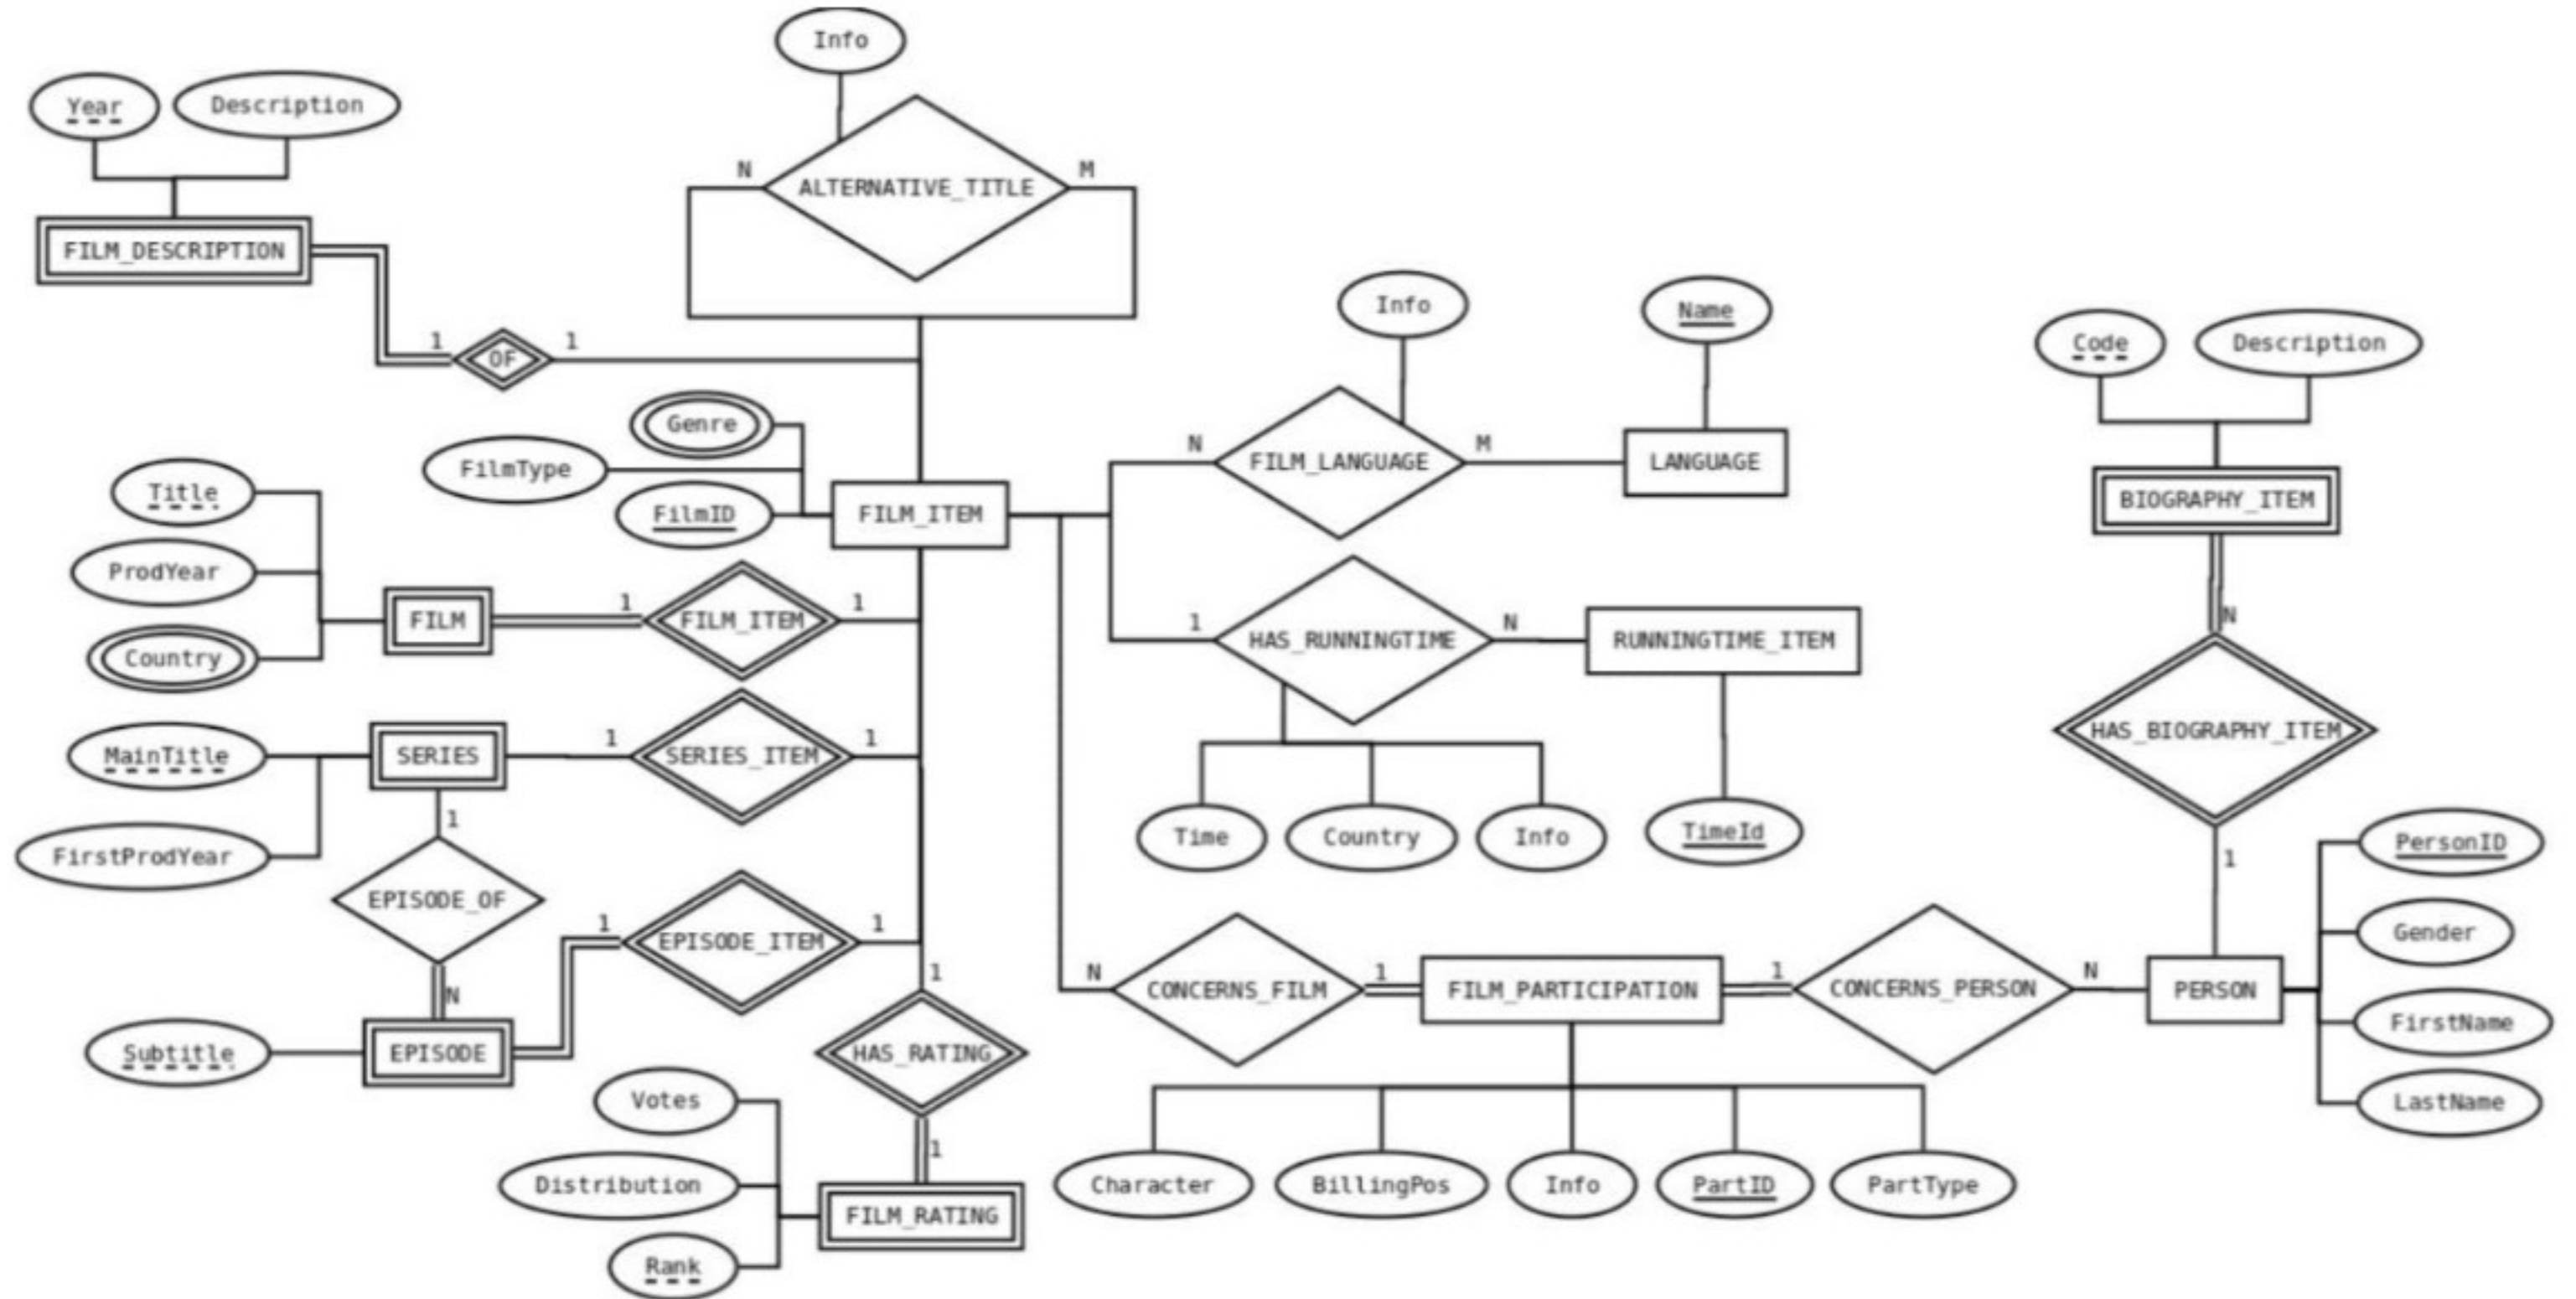 Info
Year
Description
N
ALTERNATIVE_TITLE
M
FILM_DESCRIPTION
1
OF
1
Info
Name
Code
Description
Genre
FilmType
FilmID
FILM_ITEM
N
FILM_LANGUAGE
M
LANGUAGE
BIOGRAPHY_ITEM
Title
ProdYear
Country
FILM
1
FILM_ITEM
1
1
HAS_RUNNINGTIME
N
RUNNINGTIME_ITEM
N
HAS_BIOGRAPHY_ITEM
1
MainTitle
FirstProdYear
SERIES
1
SERIES_ITEM
1
1
EPISODE_OF
N
Time
Country
Info
TimeId
PersonID
Gender
FirstName
LastName
Subtitle
EPISODE
1
EPISODE_ITEM
1
1
HAS_RATING
1
N
CONCERNS_FILM
1
FILM_PARTICIPATION
1
CONCERNS_PERSON
N
PERSON
Votes
Distribution
Rank
FILM_RATING
Character
BillingPos
Info
PartID
PartType